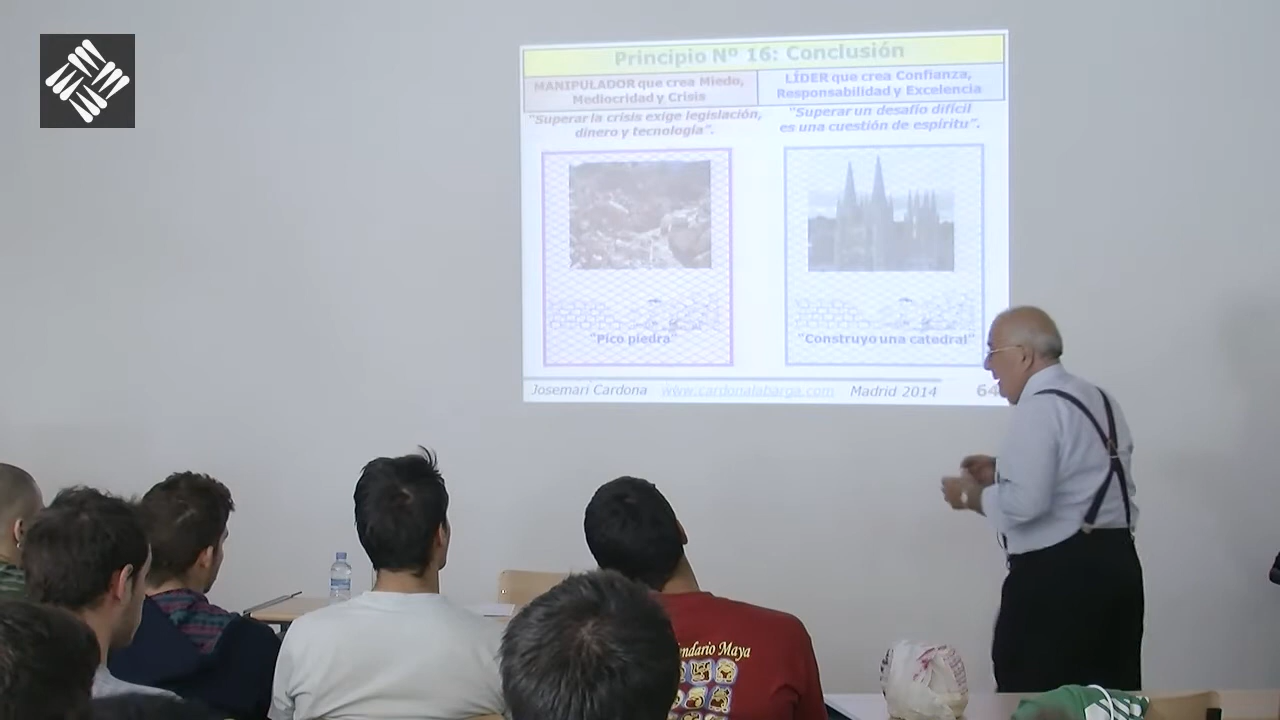 Principio Nº 16: Conclusión
MANIPULADOR que crea Miedo,
Mediocridad y Crisis
LÍDER que crea Confianza,
Responsabilidad y Excelencia
"Superar la crisis exige legislación,
dinero y tecnología".
"Superar un desafío difícil
es una cuestión de espíritu".
"Pico piedra"
"Construyo una catedral"
Josemari Cardona www.cardonalabarga.com Madrid 2014 64
ndario Maya